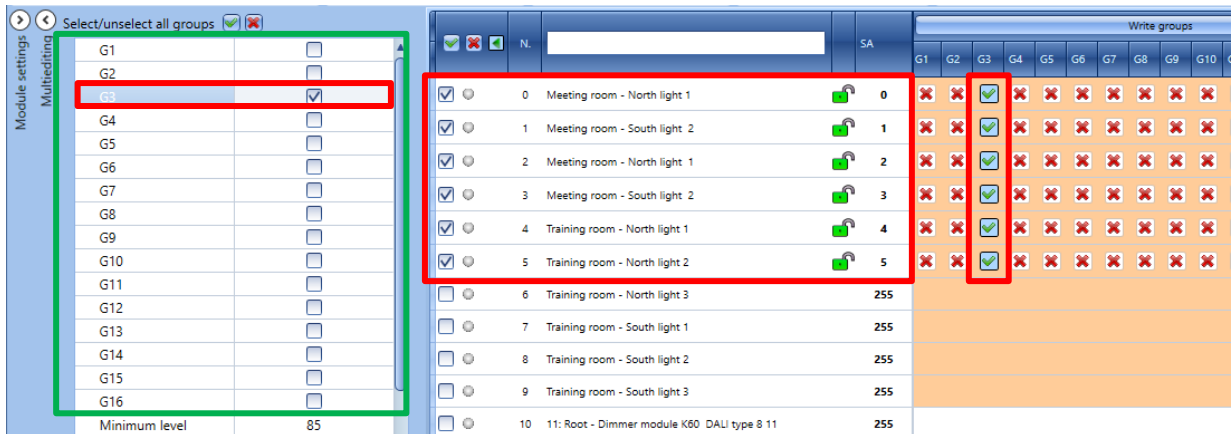 Module settings
Multiediting
Select/unselect all groups
G1
G2
G3
G4
G5
G6
G7
G8
G9
G10
G11
G12
G13
G14
G15
G16
Minimum level 85
N. SA
Write groups
G1 G2 G3 G4 G5 G6 G7 G8 G9 G10
0 Meeting room - North light 1 0
1 Meeting room - South light 2 1
2 Meeting room - North light 1 2
3 Meeting room - South light 2 3
4 Training room - North light 1 4
5 Training room - North light 2 5
6 Training room - North light 3 255
7 Training room - South light 1 255
8 Training room - South light 2 255
9 Training room - South light 3 255
10 11: Root - Dimmer module K60 DALI type 8 11 255